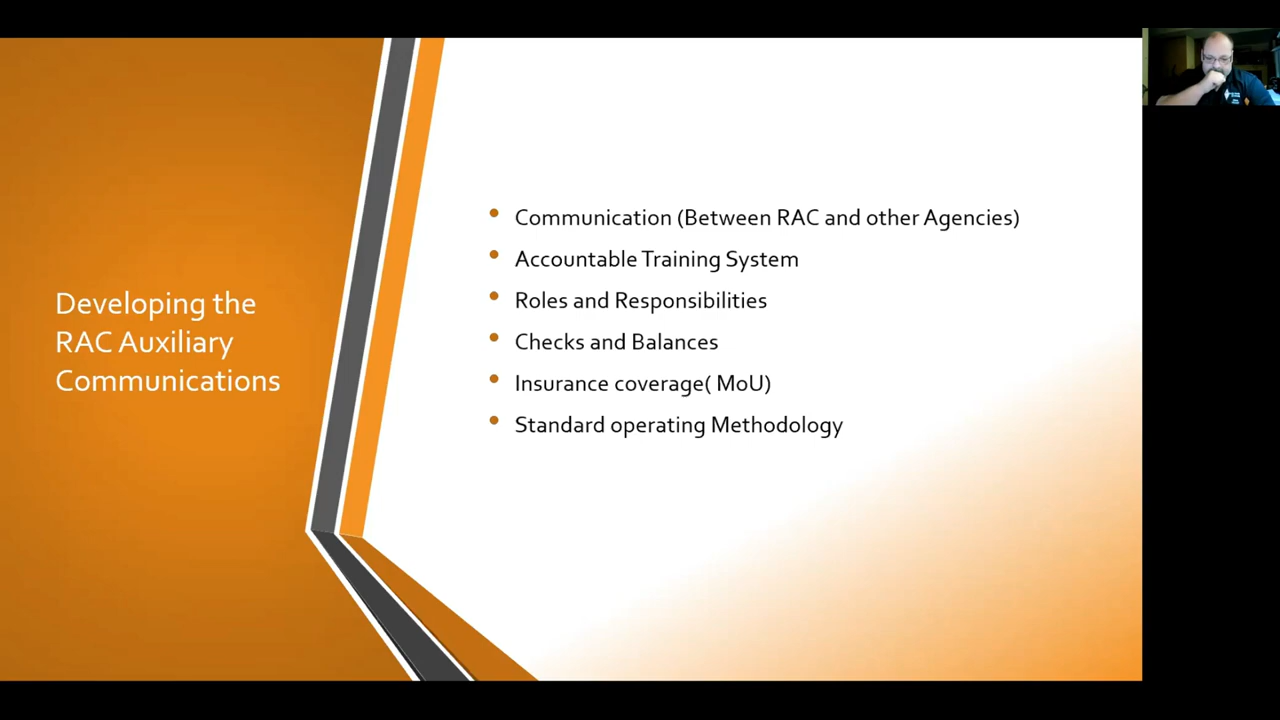 Developing the
RAC Auxiliary
Communications
• Communication (Between RAC and other Agencies)
• Accountable Training System
• Roles and Responsibilities
• Checks and Balances
• Insurance coverage( MoU)
• Standard operating Methodology